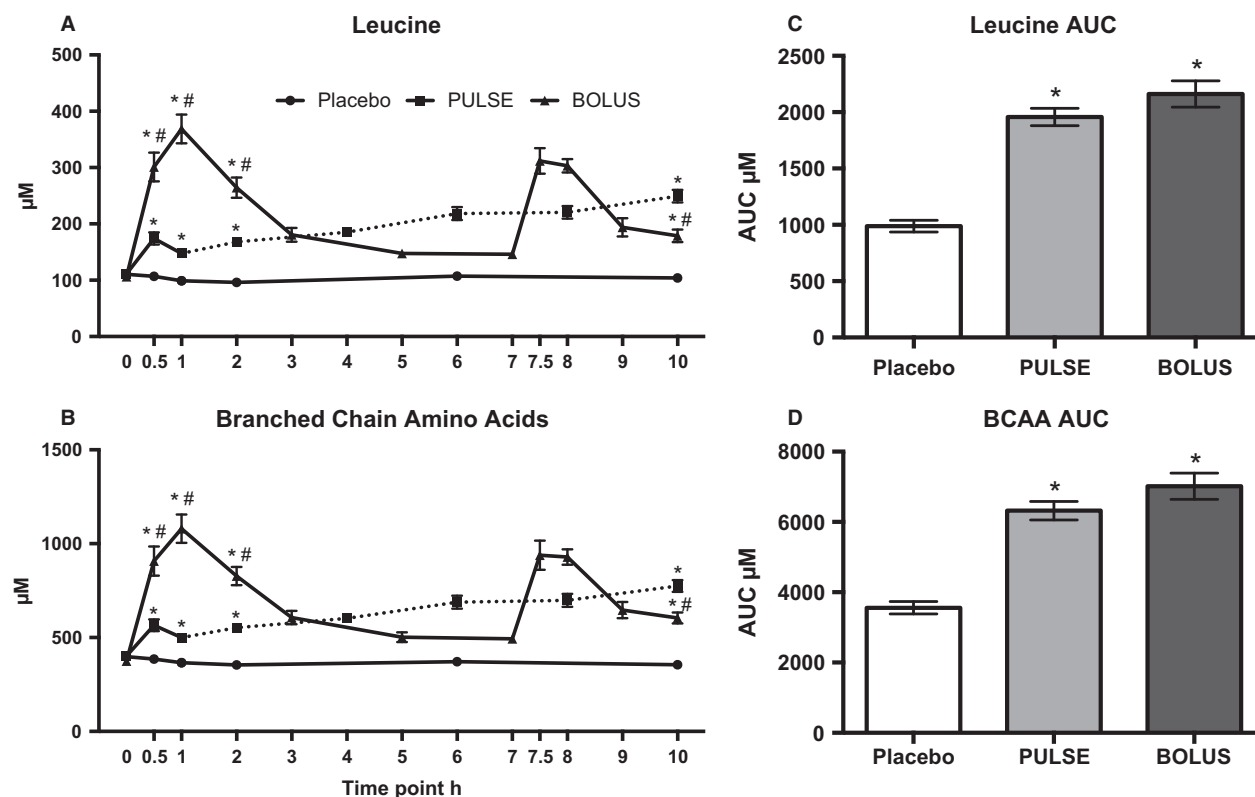 A
Leucine
500
400
300
200
100
0
µM
Placebo PULSE BOLUS
* #
* #
* #
*
*
*
*
* #
0 0.5 1 2 3 4 5 6 7 7.5 8 9 10
B
Branched Chain Amino Acids
1500
1000
500
0
µM
* #
* #
* #
*
*
*
*
* #
0 0.5 1 2 3 4 5 6 7 7.5 8 9 10
Time point h
C
Leucine AUC
2500
2000
1500
1000
500
0
AUC µM
*
*
Placebo PULSE BOLUS
D
BCAA AUC
8000
6000
4000
2000
0
AUC µM
*
*
Placebo PULSE BOLUS